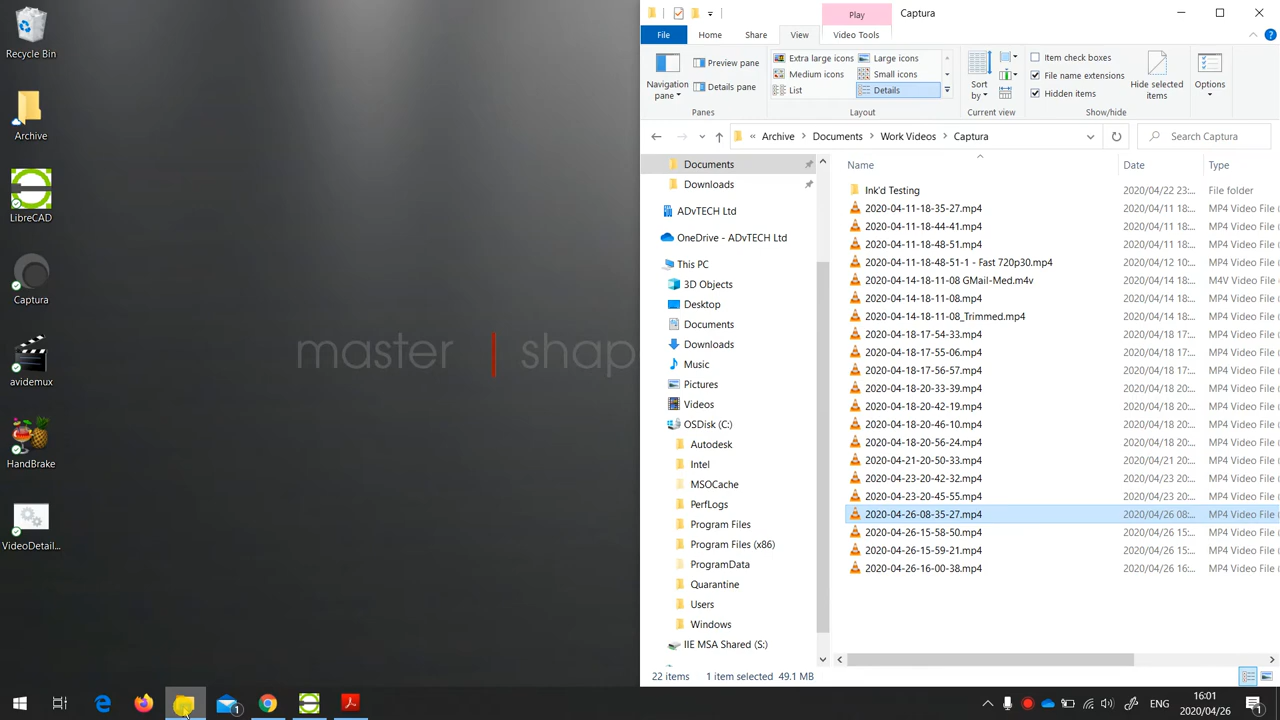 Recycle Bin
Archive
LibreCAD
Captura
avidemux
HandBrake
VideoDetail...
master | shap
Play
Captura
File
Home
Share
View
Video Tools
Navigation pane
Preview pane
Details pane
Panes
Extra large icons
Large icons
Medium icons
Small icons
List
Details
Layout
Sort by
Current view
Item check boxes
File name extensions
Hidden items
Hide selected items
Show/hide
Options
« Archive > Documents > Work Videos > Captura
Search Captura
Documents
Downloads
ADvTECH Ltd
OneDrive - ADvTECH Ltd
This PC
3D Objects
Desktop
Documents
Downloads
Music
Pictures
Videos
OSDisk (C:)
Autodesk
Intel
MSOCache
PerfLogs
Program Files
Program Files (x86)
ProgramData
Quarantine
Users
Windows
IIE MSA Shared (S:)
Name Date Type
Ink'd Testing 2020/04/22 23:... File folder
2020-04-11-18-35-27.mp4 2020/04/11 18:... MP4 Video File (
2020-04-11-18-44-41.mp4 2020/04/11 18:... MP4 Video File (
2020-04-11-18-48-51.mp4 2020/04/11 18:... MP4 Video File (
2020-04-11-18-48-51-1 - Fast 720p30.mp4 2020/04/12 10:... MP4 Video File (
2020-04-14-18-11-08 GMail-Med.m4v 2020/04/14 18:... M4V Video File (
2020-04-14-18-11-08.mp4 2020/04/14 18:... MP4 Video File (
2020-04-14-18-11-08_Trimmed.mp4 2020/04/14 18:... MP4 Video File (
2020-04-18-17-54-33.mp4 2020/04/18 17:... MP4 Video File (
2020-04-18-17-55-06.mp4 2020/04/18 17:... MP4 Video File (
2020-04-18-17-56-57.mp4 2020/04/18 17:... MP4 Video File (
2020-04-18-20-33-39.mp4 2020/04/18 20:... MP4 Video File (
2020-04-18-20-42-19.mp4 2020/04/18 20:... MP4 Video File (
2020-04-18-20-46-10.mp4 2020/04/18 20:... MP4 Video File (
2020-04-18-20-56-24.mp4 2020/04/18 20:... MP4 Video File (
2020-04-21-20-50-33.mp4 2020/04/21 20:... MP4 Video File (
2020-04-23-20-42-32.mp4 2020/04/23 20:... MP4 Video File (
2020-04-23-20-45-55.mp4 2020/04/23 20:... MP4 Video File (
2020-04-26-08-35-27.mp4 2020/04/26 08:... MP4 Video File (
2020-04-26-15-58-50.mp4 2020/04/26 15:... MP4 Video File (
2020-04-26-15-59-21.mp4 2020/04/26 15:... MP4 Video File (
2020-04-26-16-00-38.mp4 2020/04/26 16:... MP4 Video File (
22 items 1 item selected 49.1 MB
1
ENG
16:01
2020/04/26
1